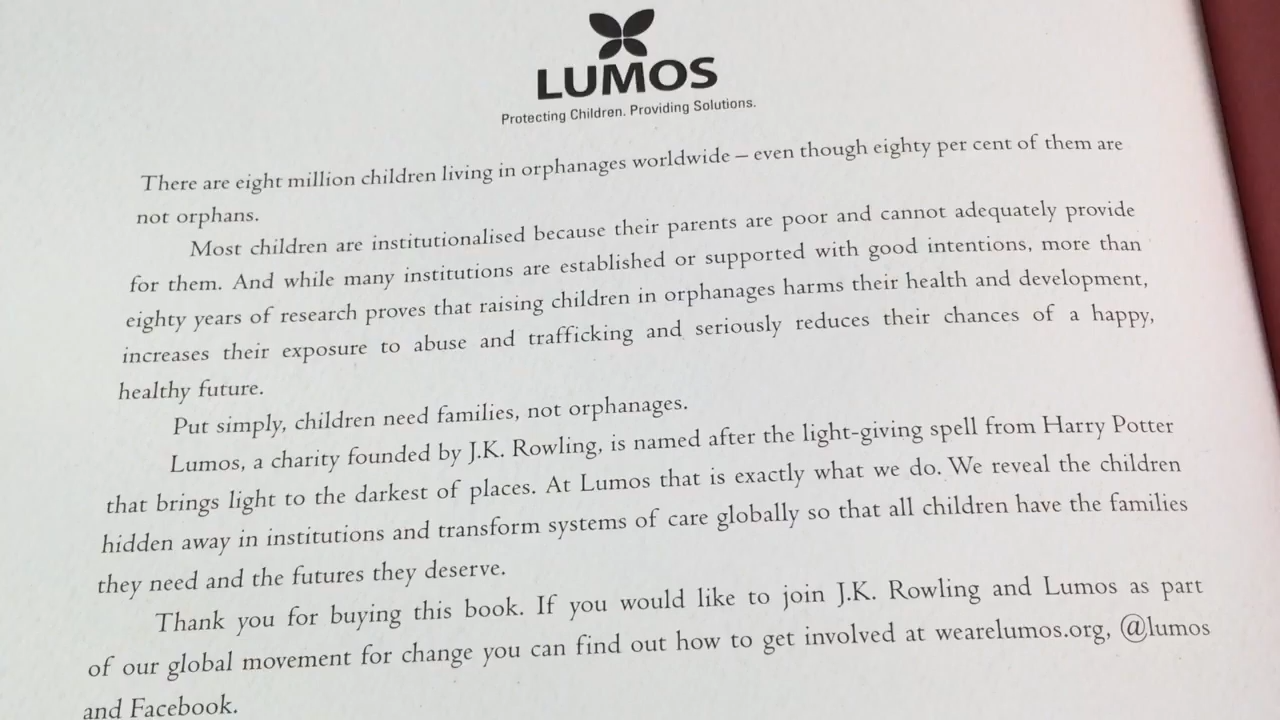 LUMOS
Protecting Children. Providing Solutions.
There are eight million children living in orphanages worldwide – even though eighty per cent of them are
not orphans.
Most children are institutionalised because their parents are poor and cannot adequately provide
for them. And while many institutions are established or supported with good intentions, more than
eighty years of research proves that raising children in orphanages harms their health and development,
increases their exposure to abuse and trafficking and seriously reduces their chances of a happy,
healthy future.
Put simply, children need families, not orphanages.
Lumos, a charity founded by J.K. Rowling, is named after the light-giving spell from Harry Potter
that brings light to the darkest of places. At Lumos that is exactly what we do. We reveal the children
hidden away in institutions and transform systems of care globally so that all children have the families
they need and the futures they deserve.
Thank you for buying this book. If you would like to join J.K. Rowling and Lumos as part
of our global movement for change you can find out how to get involved at wearelumos.org, @lumos
and Facebook.